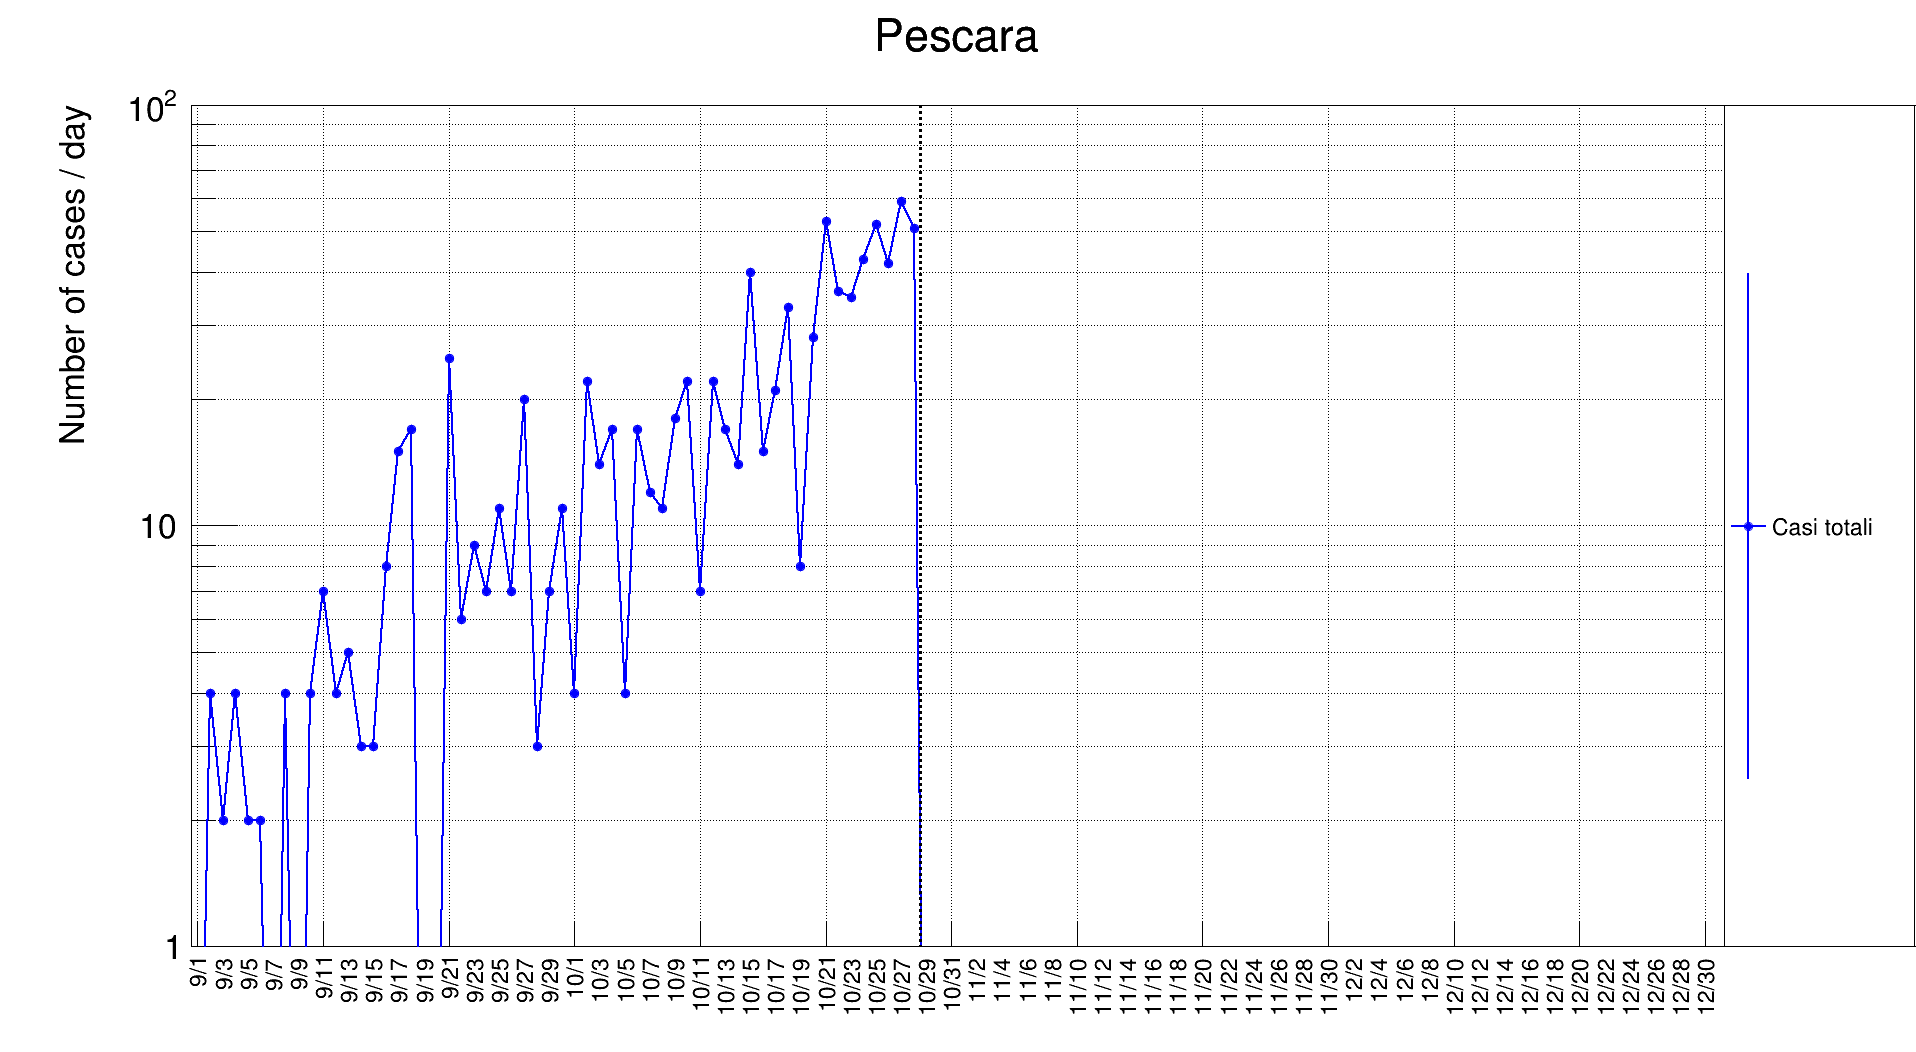 Pescara
Number of cases / day
10²
10
1
9/1 9/3 9/5 9/7 9/9 9/11 9/13 9/15 9/17 9/19 9/21 9/23 9/25 9/27 9/29 10/1 10/3 10/5 10/7 10/9 10/11 10/13 10/15 10/17 10/19 10/21 10/23 10/25 10/27 10/29 10/31 11/2 11/4 11/6 11/8 11/10 11/12 11/14 11/16 11/18 11/20 11/22 11/24 11/26 11/28 11/30 12/2 12/4 12/6 12/8 12/10 12/12 12/14 12/16 12/18 12/20 12/22 12/24 12/26 12/28 12/30
Casi totali